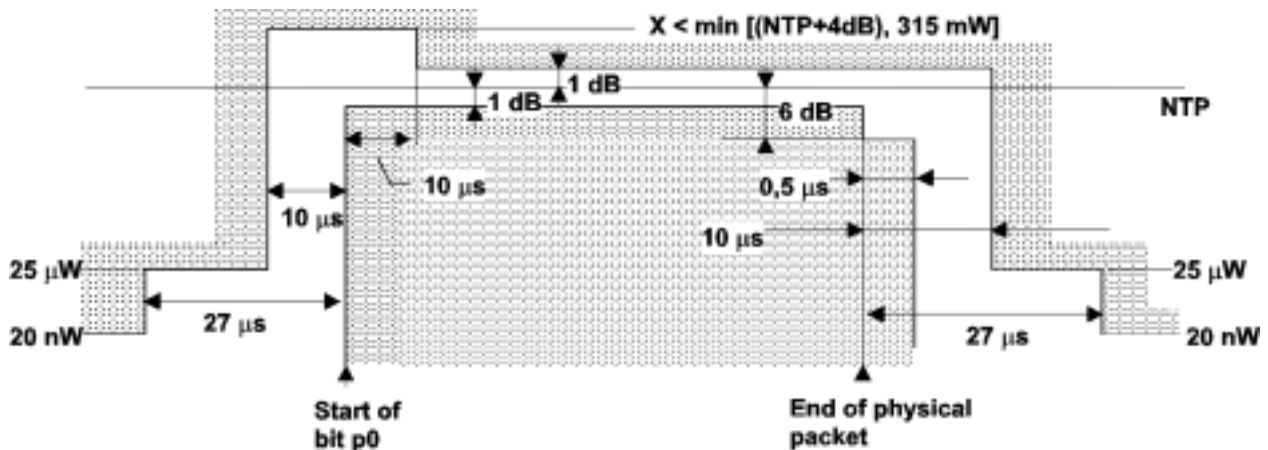 X < min [(NTP+4dB), 315 mW]
1 dB
1 dB
6 dB
NTP
10 μs
0,5 μs
10 μs
10 μs
25 μW
25 μW
27 μs
27 μs
20 nW
20 nW
Start of
bit p0
End of physical
packet